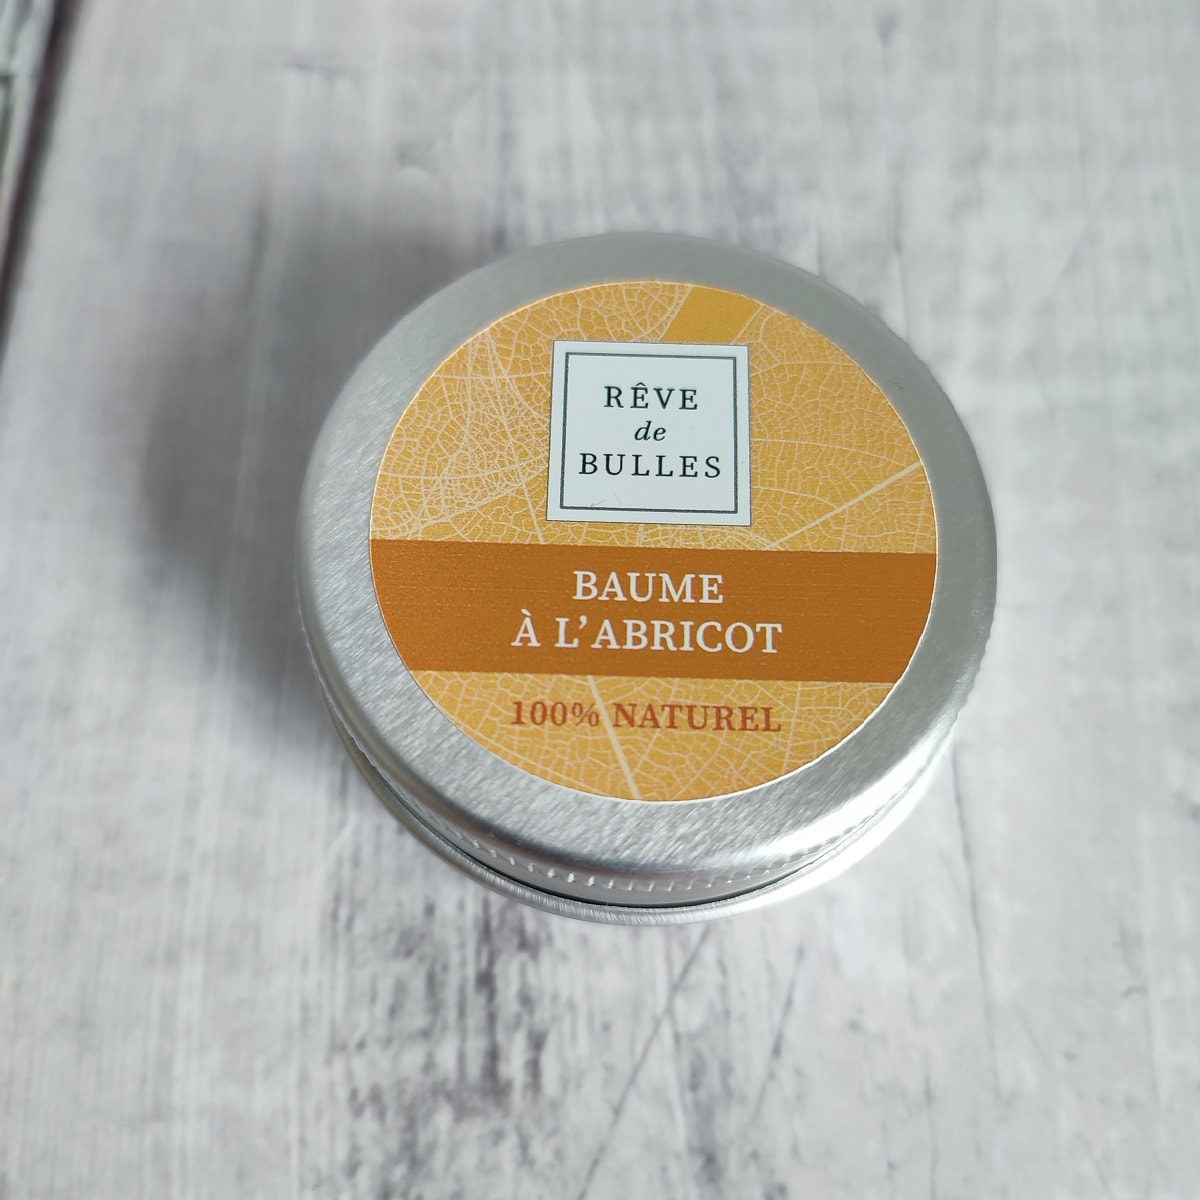 RÊVE
de
BULLES
BAUME
À L'ABRICOT
100% NATUREL